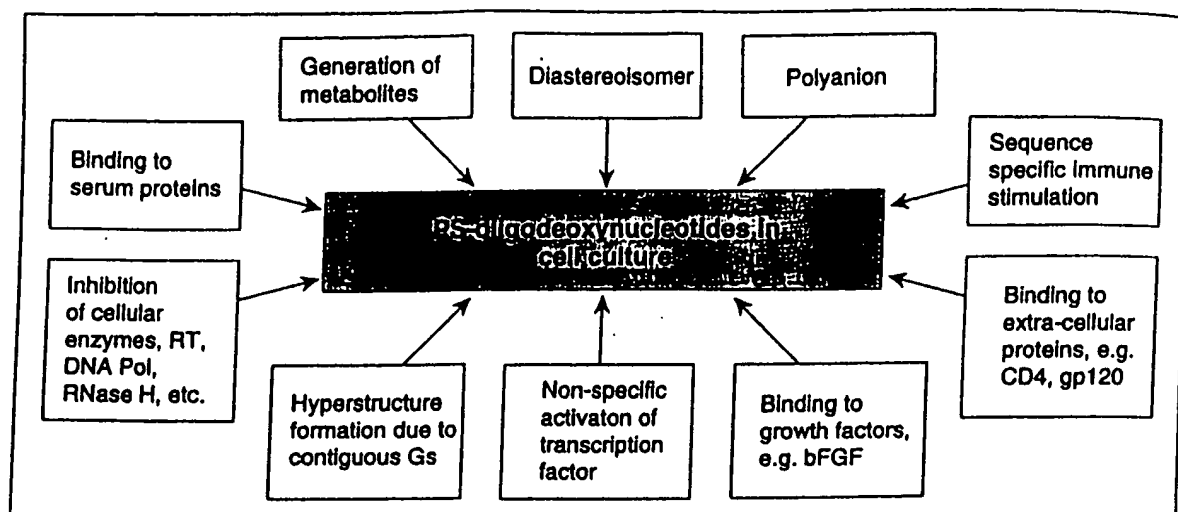 Generation of
metabolites
Diastereoisomer
Polyanion
Binding to
serum proteins
Sequence
specific immune
stimulation
PS-oligodeoxynucleotides in
cell culture
Inhibition
of cellular
enzymes, RT,
DNA Pol,
RNase H, etc.
Hyperstructure
formation due to
contiguous Gs
Non-specific
activaton of
transcription
factor
Binding to
growth factors,
e.g. bFGF
Binding to
extra-cellular
proteins, e.g.
CD4, gp120